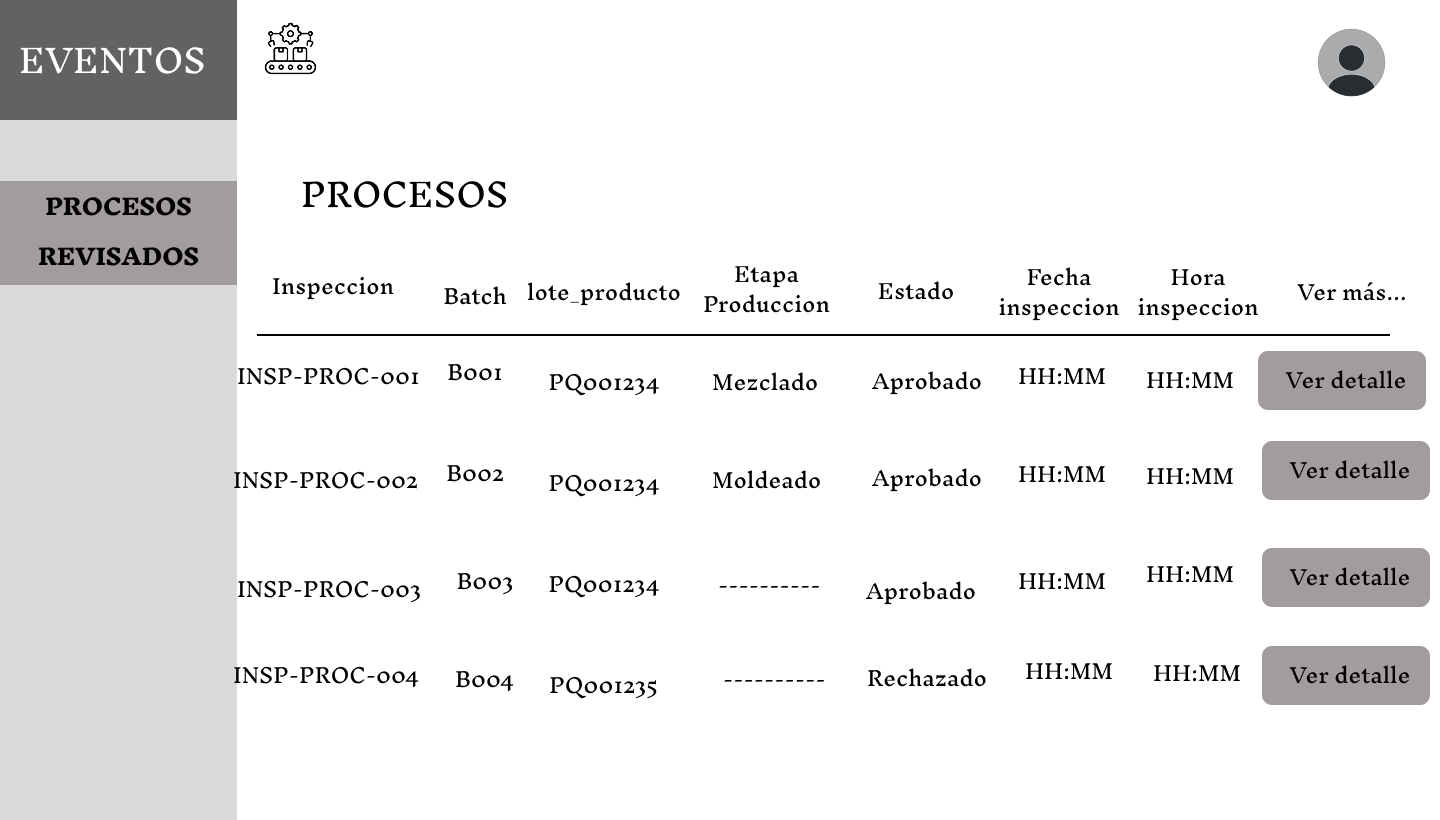 EVENTOS
PROCESOS
REVISADOS
PROCESOS
Inspeccion Batch lote_producto Etapa Produccion Estado Fecha inspeccion Hora inspeccion Ver más...
INSP-PROC-001 B001 PQ001234 Mezclado Aprobado HH:MM HH:MM Ver detalle
INSP-PROC-002 B002 PQ001234 Moldeado Aprobado HH:MM HH:MM Ver detalle
INSP-PROC-003 B003 PQ001234 ---------- Aprobado HH:MM HH:MM Ver detalle
INSP-PROC-004 B004 PQ001235 ---------- Rechazado HH:MM HH:MM Ver detalle